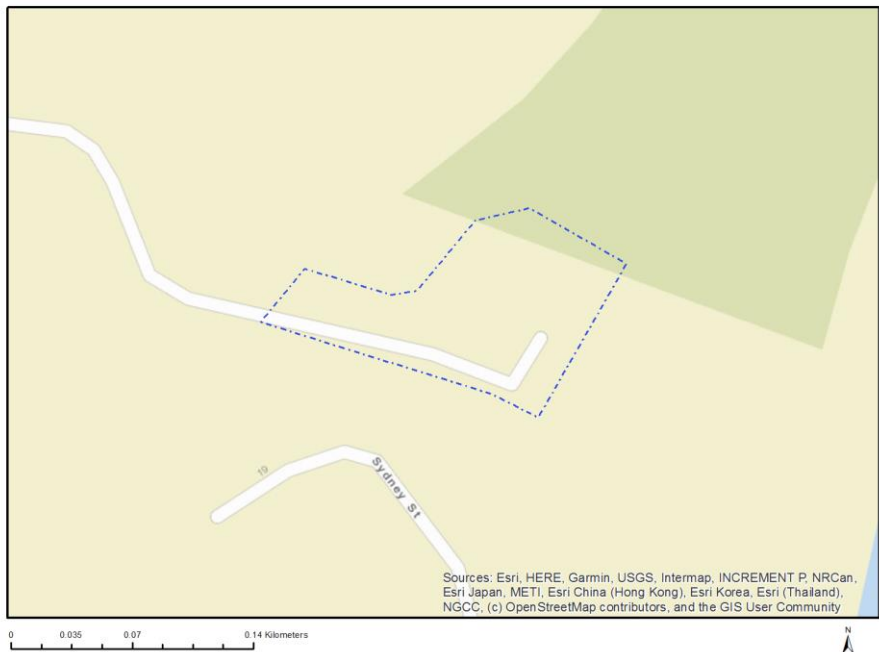 19
Sydney St
Sources: Esri, HERE, Garmin, USGS, Intermap, INCREMENT P, NRCan,
Esri Japan, METI, Esri China (Hong Kong), Esri Korea, Esri (Thailand),
NGCC, (c) OpenStreetMap contributors, and the GIS User Community
0 0.035 0.07 0.14 Kilometers
N